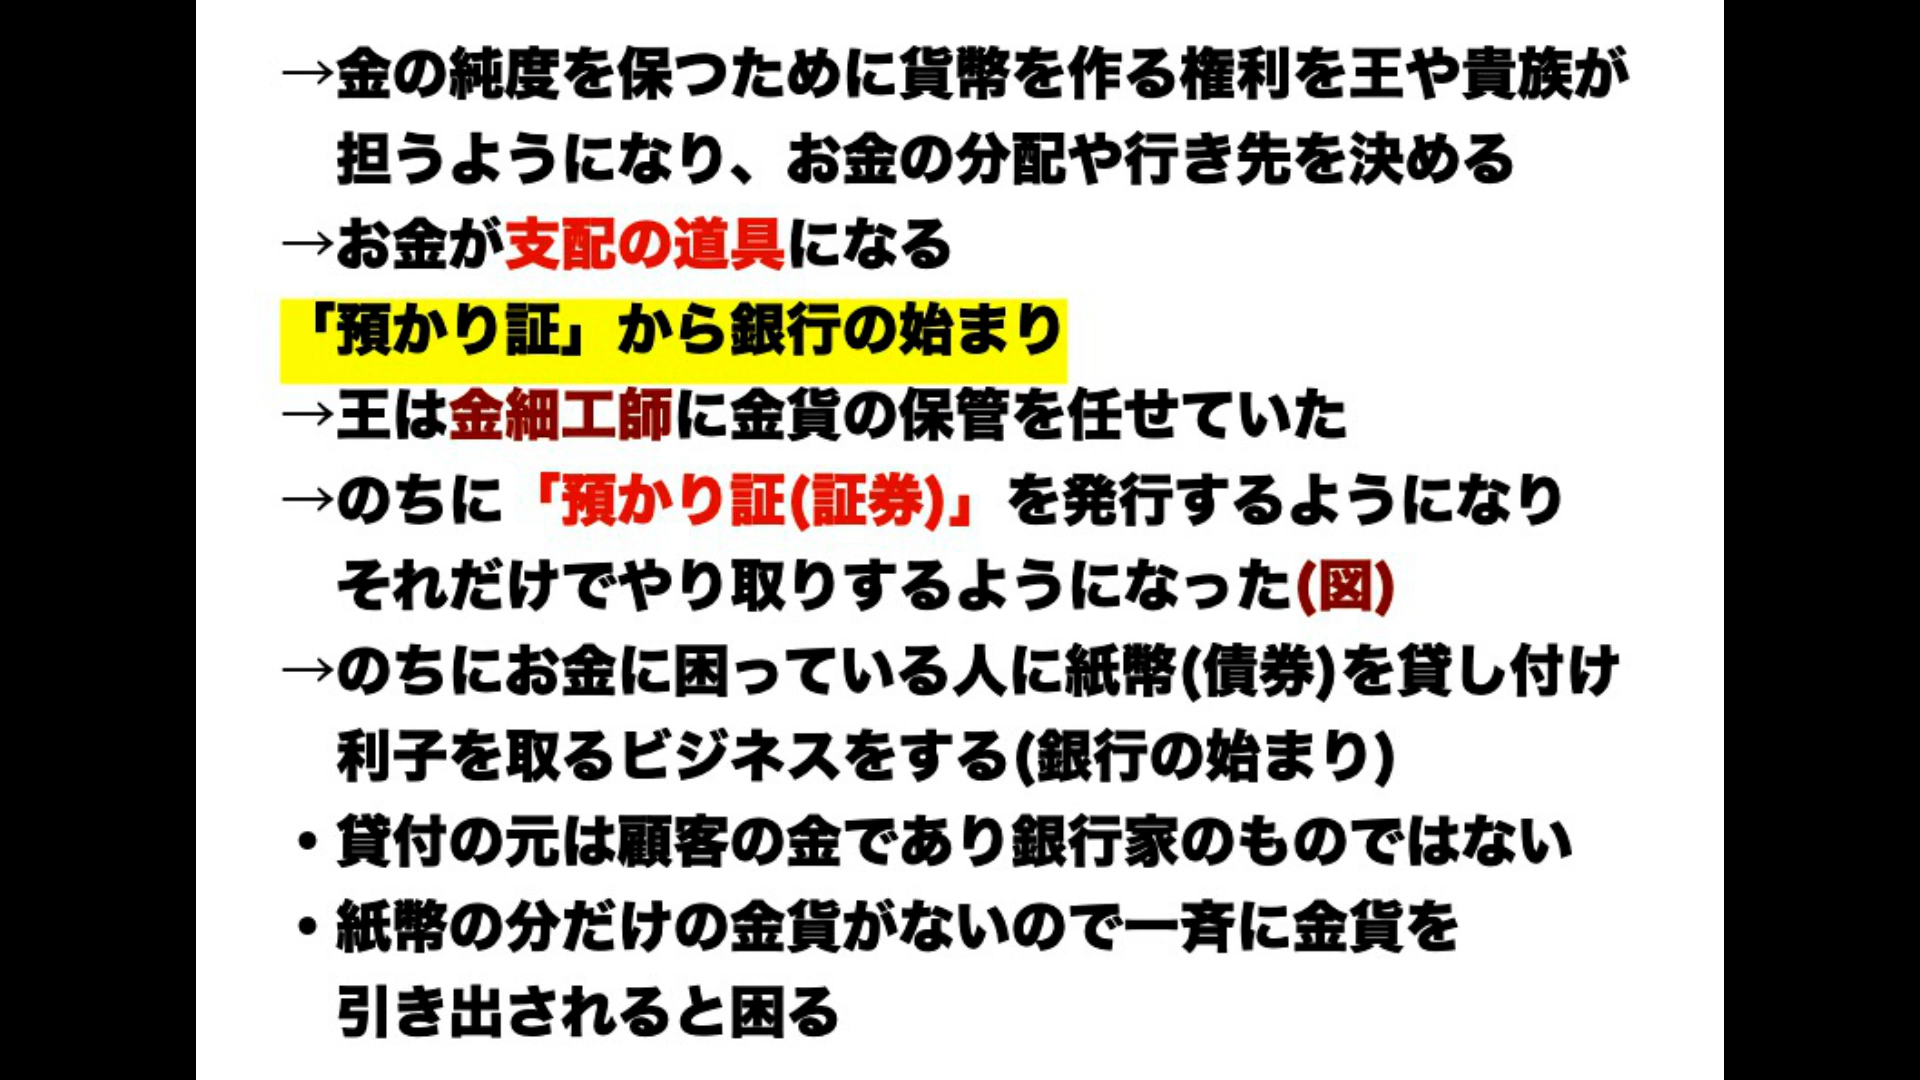 →金の純度を保つために貨幣を作る権利を王や貴族が
担うようになり、お金の分配や行き先を決める
→お金が支配の道具になる
「預かり証」から銀行の始まり
→王は金細工師に金貨の保管を任せていた
→のちに「預かり証(証券)」を発行するようになり
それだけでやり取りするようになった(図)
→のちにお金に困っている人に紙幣(債券)を貸し付け
利子を取るビジネスをする(銀行の始まり)
・貸付の元は顧客の金であり銀行家のものではない
・紙幣の分だけの金貨がないので一斉に金貨を
引き出されると困る